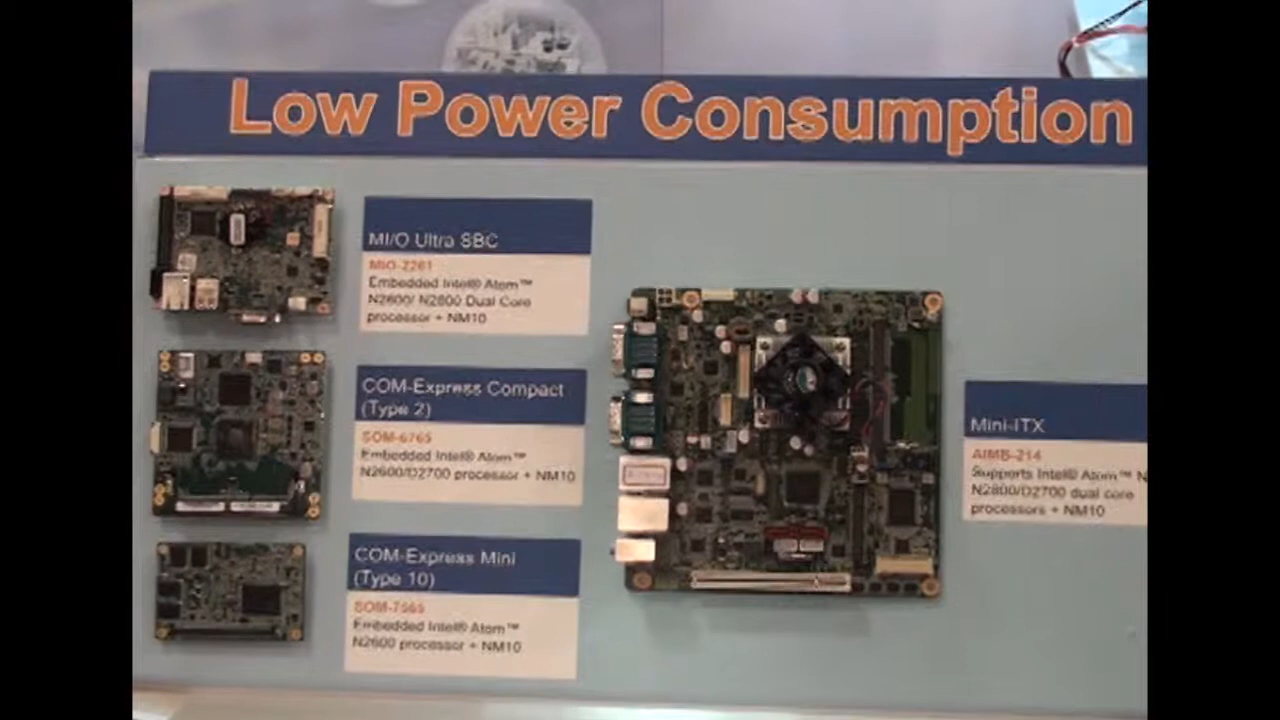 Low Power Consumption
MI/O Ultra SBC
MIO-2261
Embedded Intel® Atom™
N2600/ N2800 Dual Core
processor + NM10
COM-Express Compact
(Type 2)
SOM-6765
Embedded Intel® Atom™
N2600/D2700 processor + NM10
COM-Express Mini
(Type 10)
SOM-7565
Embedded Intel® Atom™
N2600 processor + NM10
Mini-ITX
AIMB-214
Supports Intel® Atom™ N
N2800/D2700 dual core
processors + NM10